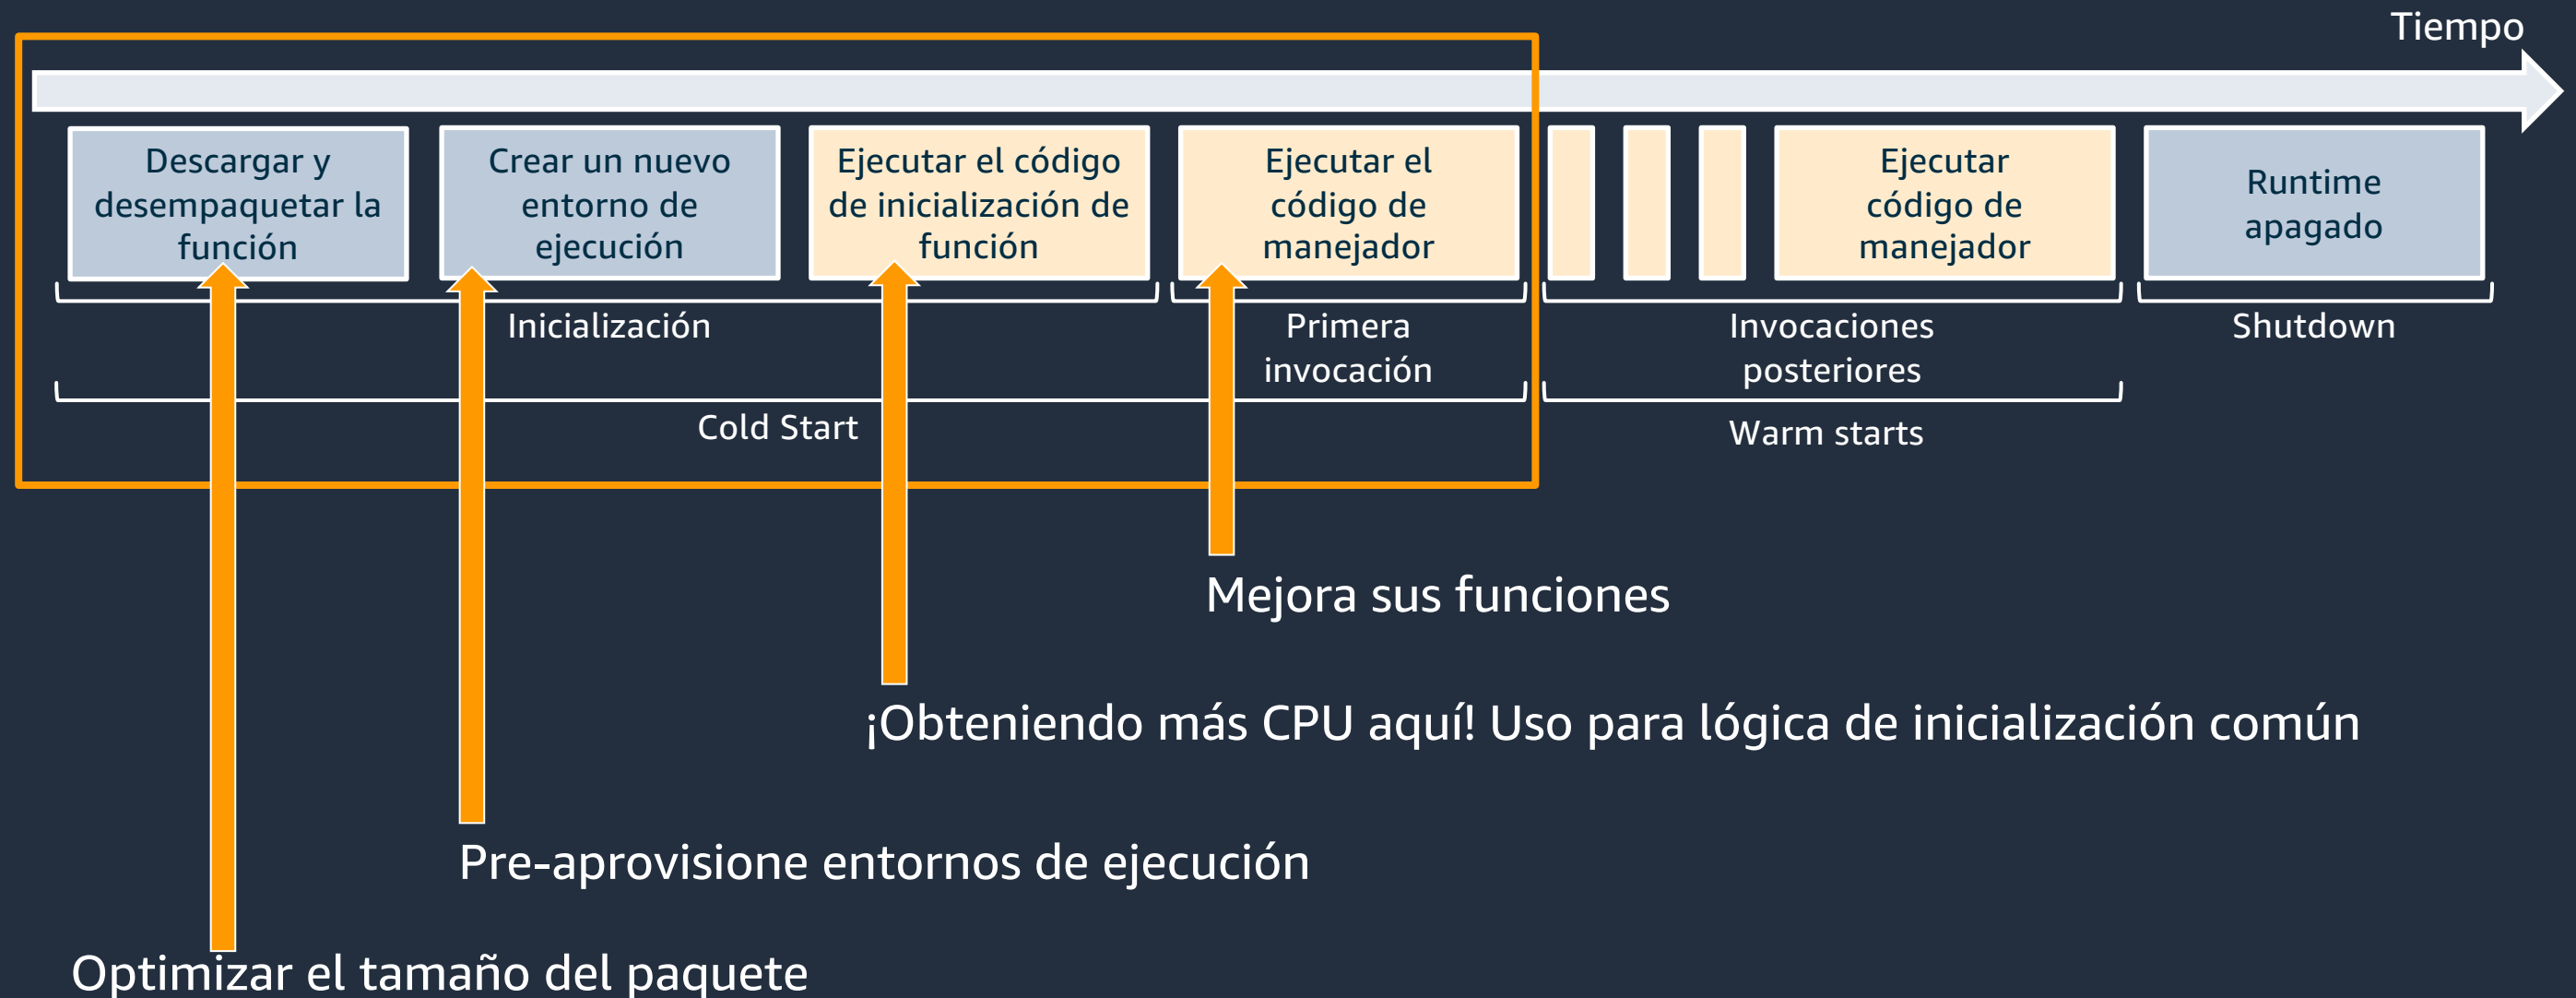 Tiempo
Descargar y
desempaquetar la
función
Crear un nuevo
entorno de
ejecución
Ejecutar el código
de inicialización de
función
Ejecutar el
código de
manejador
Ejecutar
código de
manejador
Runtime
apagado
Inicialización
Primera
invocación
Invocaciones
posteriores
Shutdown
Cold Start
Warm starts
Mejora sus funciones
¡Obteniendo más CPU aquí! Uso para lógica de inicialización común
Pre-aprovisione entornos de ejecución
Optimizar el tamaño del paquete